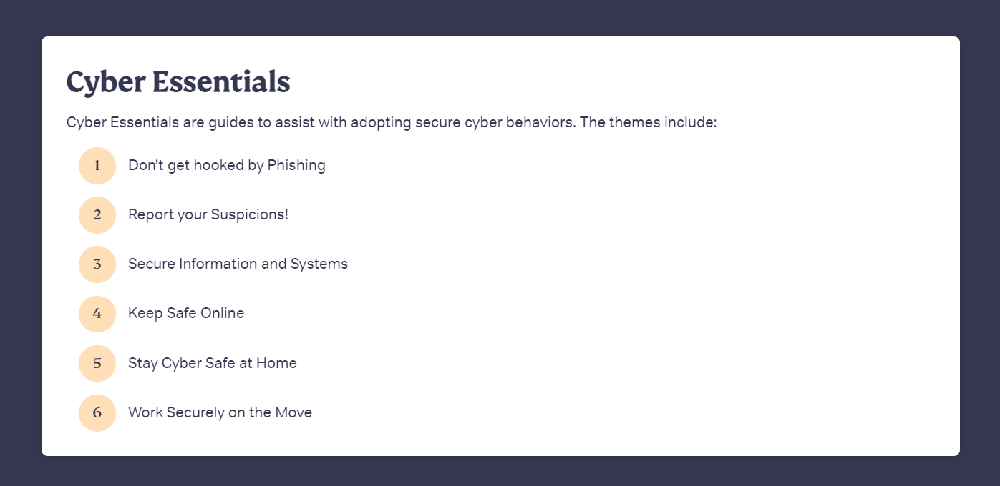 Cyber Essentials
Cyber Essentials are guides to assist with adopting secure cyber behaviors. The themes include:
1 Don’t get hooked by Phishing
2 Report your Suspicions!
3 Secure Information and Systems
4 Keep Safe Online
5 Stay Cyber Safe at Home
6 Work Securely on the Move